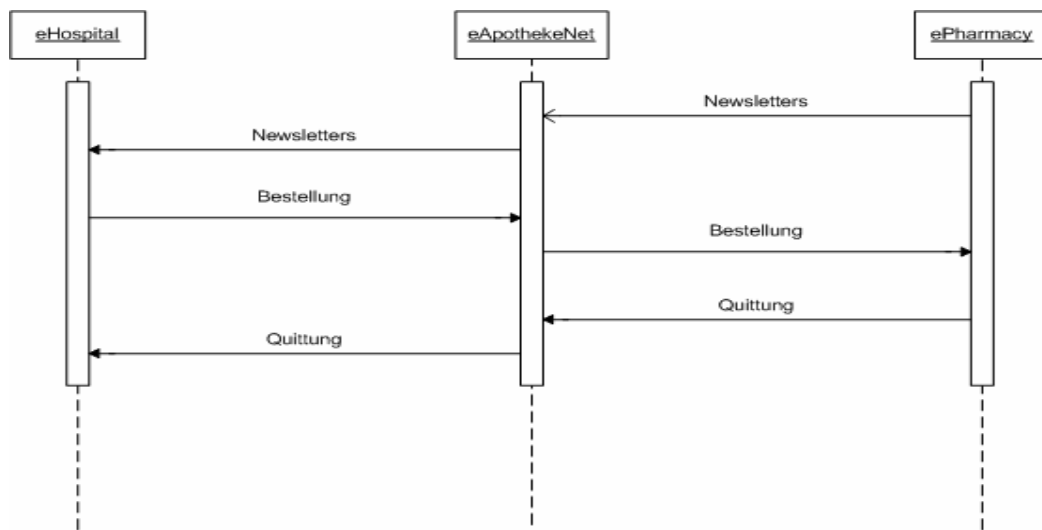 eHospital
eApothekeNet
ePharmacy
Newsletters
Newsletters
Bestellung
Bestellung
Quittung
Quittung